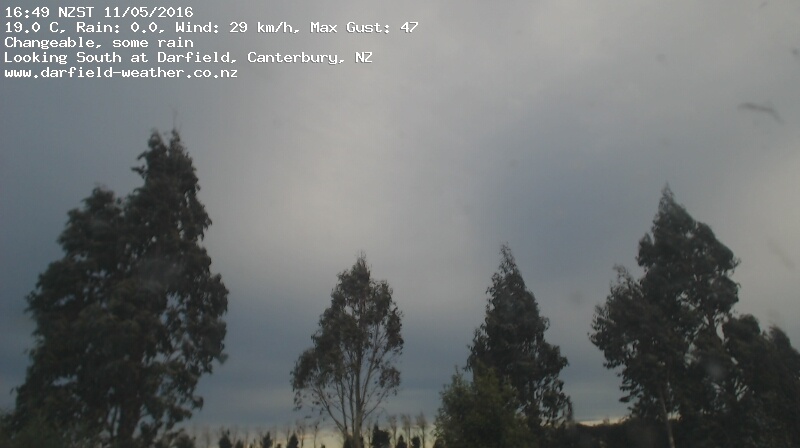 16:49 NZST 11/05/2016
19.0 C, Rain: 0.0, Wind: 29 km/h, Max Gust: 47
Changeable, some rain
Looking South at Darfield, Canterbury, NZ
www.darfield-weather.co.nz